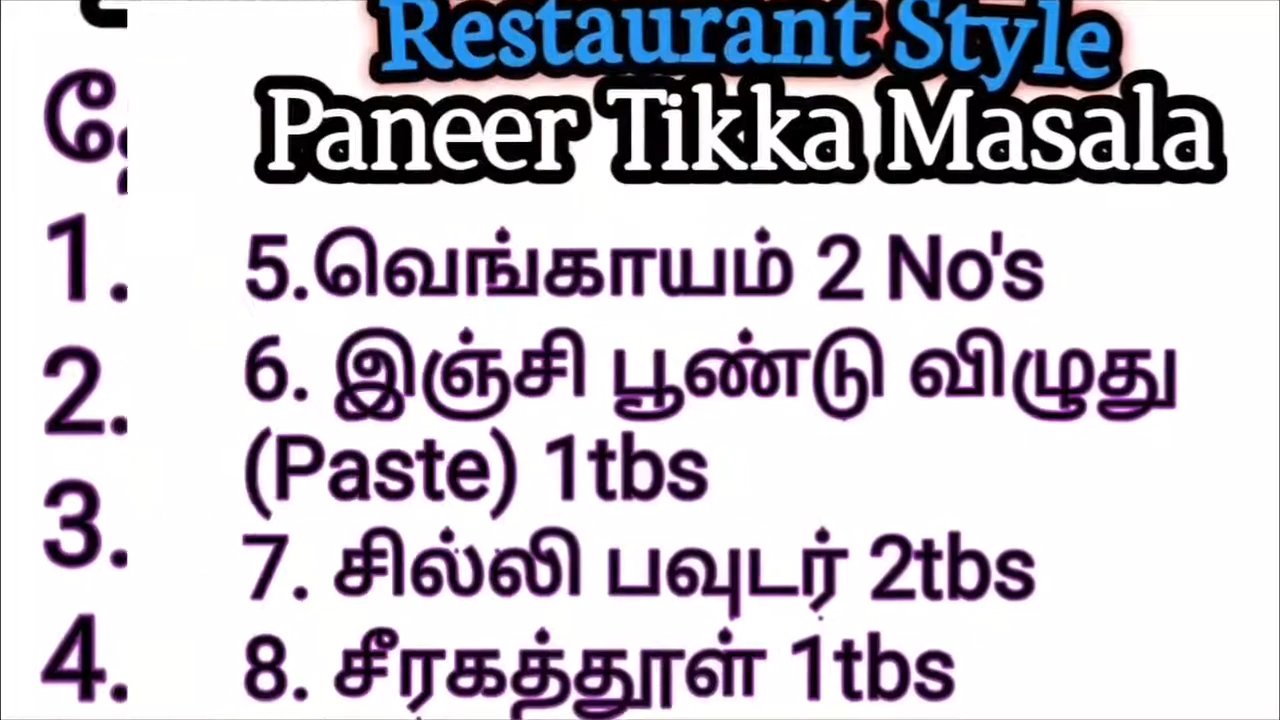 Restaurant Style
Paneer Tikka Masala
1.
2.
3.
4.
5.வெங்காயம் 2 No's
6. இஞ்சி பூண்டு விழுது
(Paste) 1tbs
7. சில்லி பவுடர் 2tbs
8. சீரகத்தூள் 1tbs